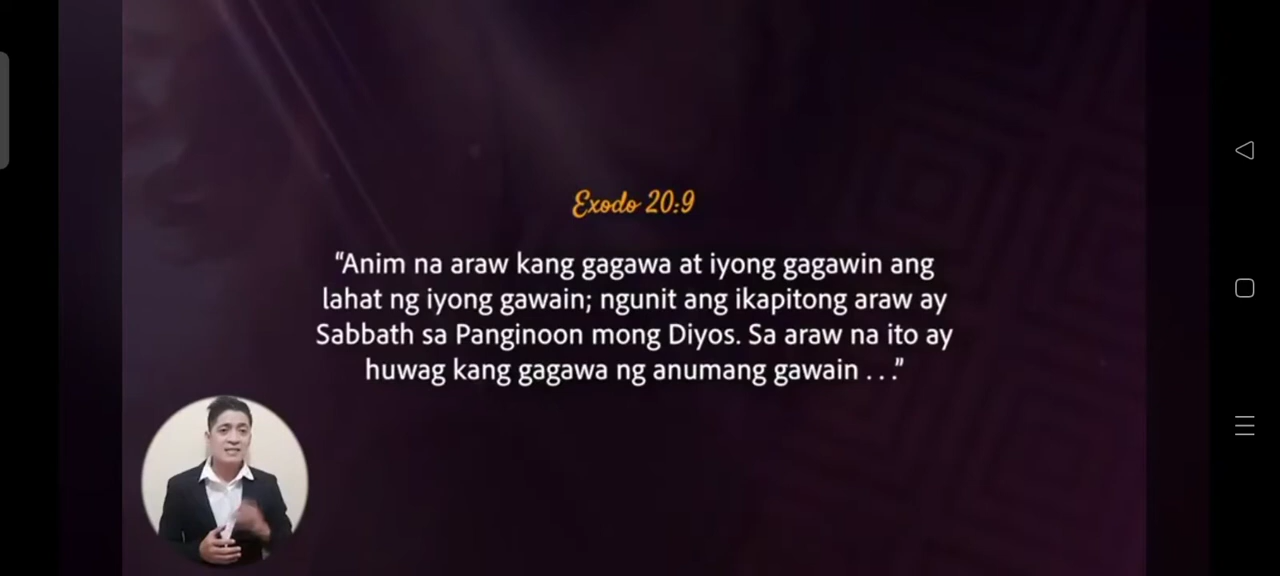 Exodo 20:9
“Anim na araw kang gagawa at iyong gagawin ang
lahat ng iyong gawain; ngunit ang ikapitong araw ay
Sabbath sa Panginoon mong Diyos. Sa araw na ito ay
huwag kang gagawa ng anumang gawain . . .”